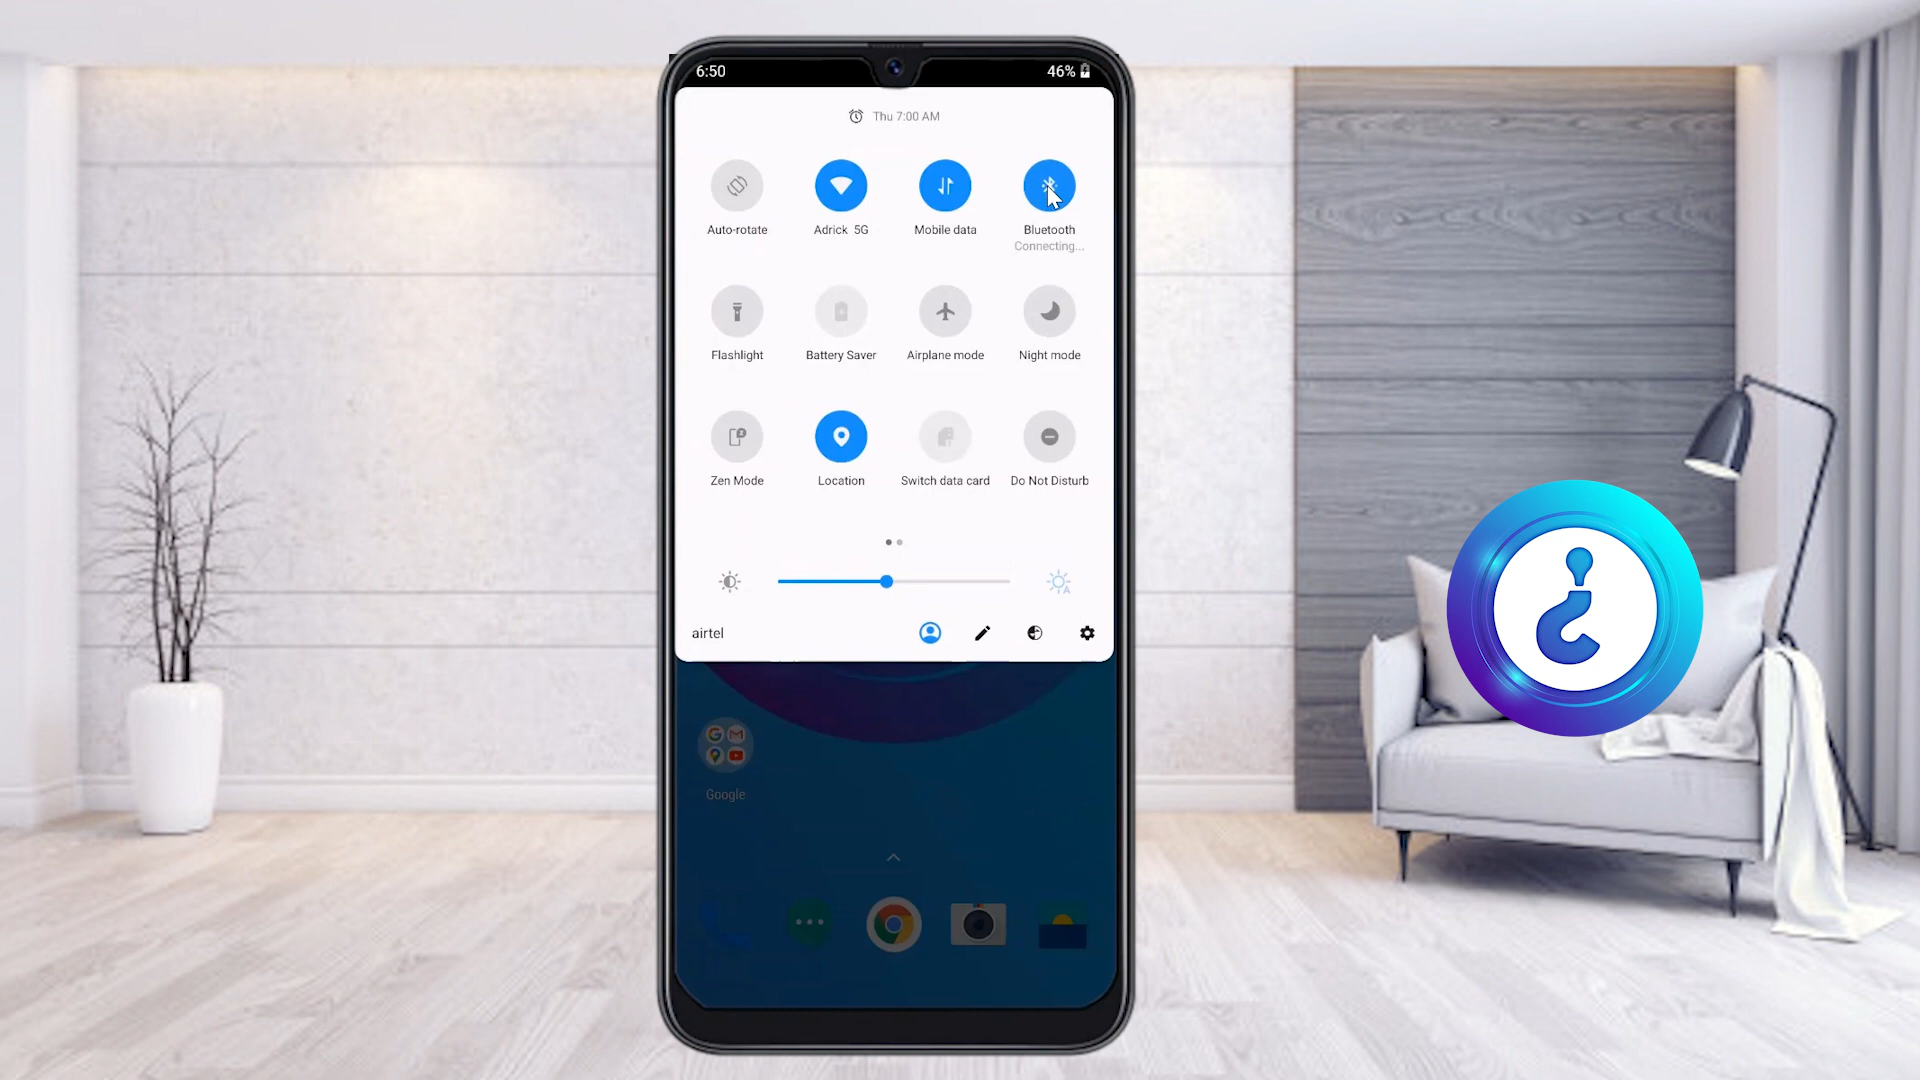 6:50 46%
Thu 7:00 AM
Auto-rotate Adrick 5G Mobile data Bluetooth
Connecting...
Flashlight Battery Saver Airplane mode Night mode
Zen Mode Location Switch data card Do Not Disturb
airtel
Google